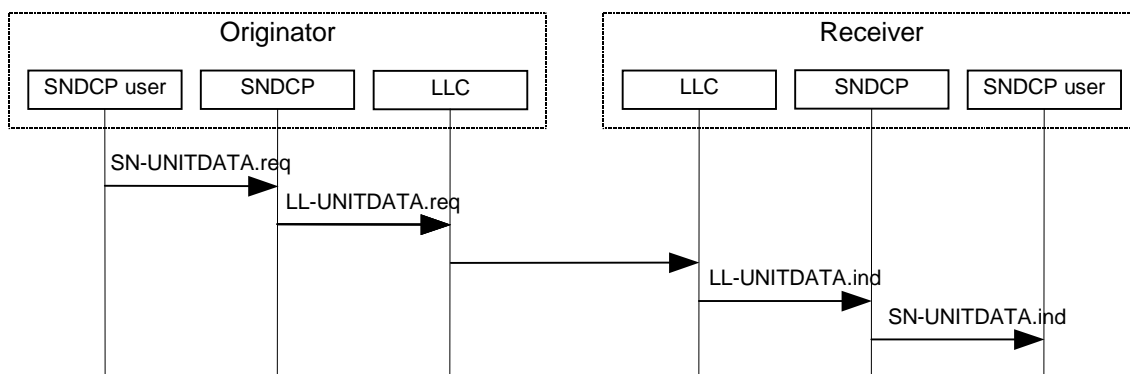 Originator
Receiver
SNDCP user
SNDCP
LLC
LLC
SNDCP
SNDCP user
SN-UNITDATA.req
LL-UNITDATA.req
LL-UNITDATA.ind
SN-UNITDATA.ind